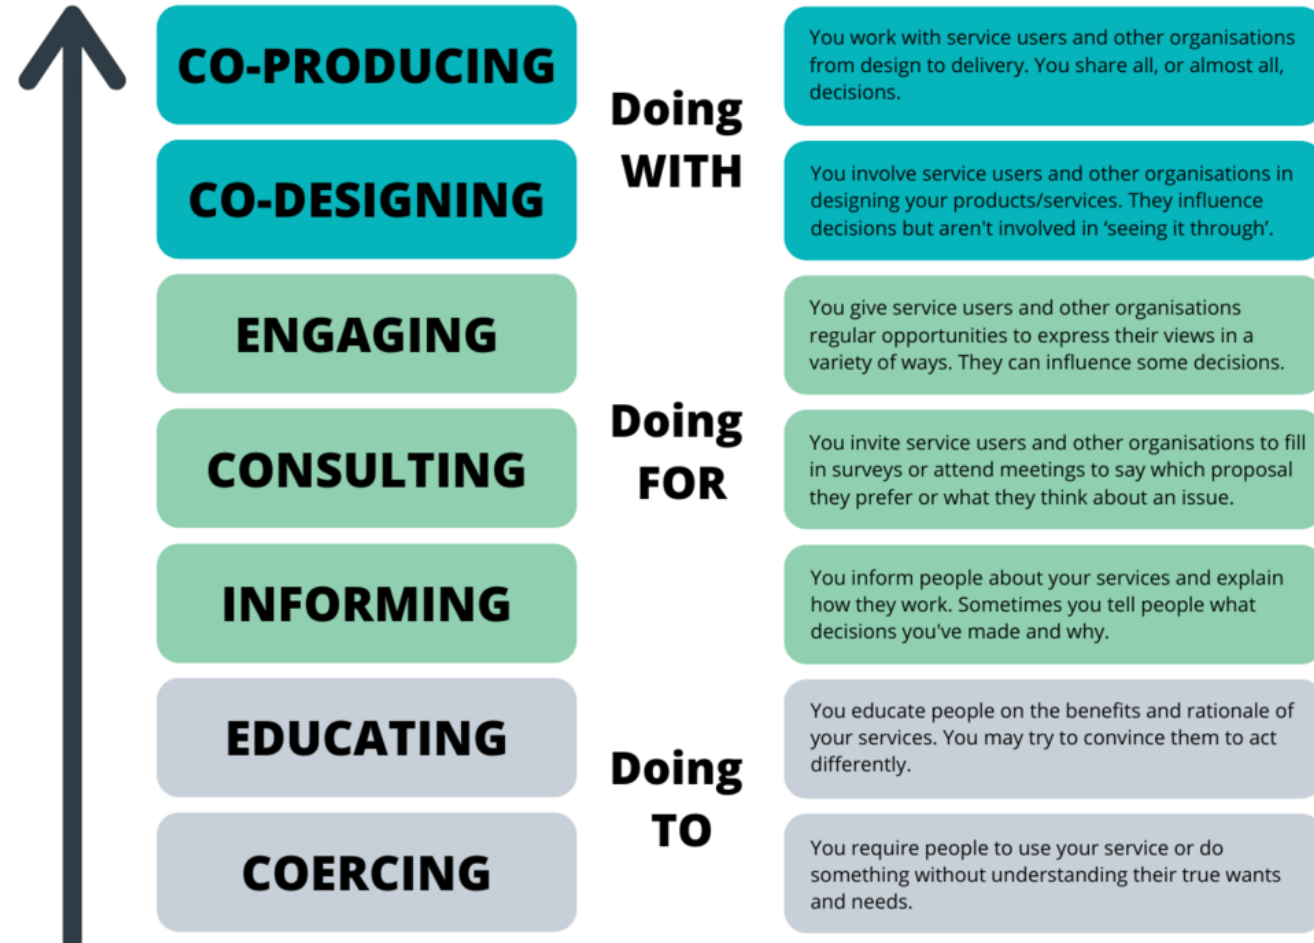 CO-PRODUCING
You work with service users and other organisations
from design to delivery. You share all, or almost all,
decisions.
Doing
WITH
CO-DESIGNING
You involve service users and other organisations in
designing your products/services. They influence
decisions but aren't involved in ‘seeing it through’.
ENGAGING
You give service users and other organisations
regular opportunities to express their views in a
variety of ways. They can influence some decisions.
Doing
FOR
CONSULTING
You invite service users and other organisations to fill
in surveys or attend meetings to say which proposal
they prefer or what they think about an issue.
INFORMING
You inform people about your services and explain
how they work. Sometimes you tell people what
decisions you've made and why.
EDUCATING
You educate people on the benefits and rationale of
your services. You may try to convince them to act
differently.
Doing
TO
COERCING
You require people to use your service or do
something without understanding their true wants
and needs.